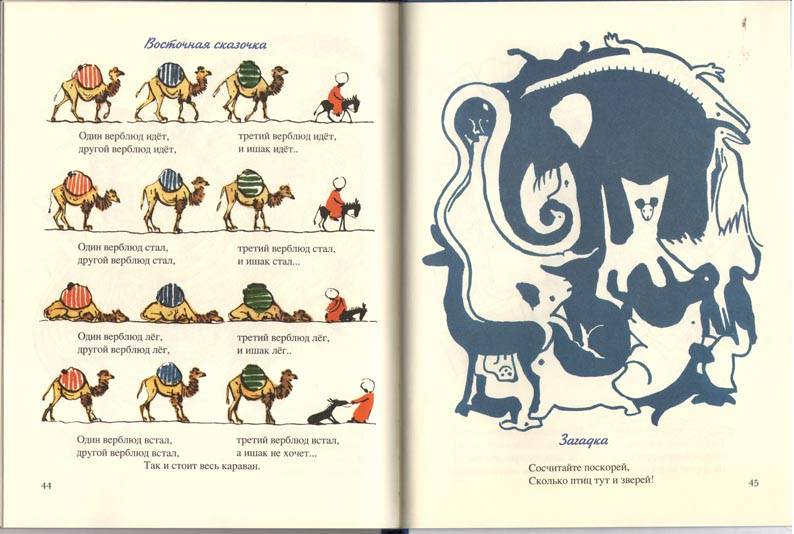 Восточная сказочка
Один верблюд идёт,
другой верблюд идёт,
третий верблюд идёт,
и ишак идёт..
Один верблюд стал,
другой верблюд стал,
третий верблюд стал,
и ишак стал...
Один верблюд лёг,
другой верблюд лёг,
третий верблюд лёг,
и ишак лёг..
Один верблюд встал,
другой верблюд встал,
третий верблюд встал,
а ишак не хочет...
Так и стоит весь караван.
44
Загадка
Сосчитайте поскорей,
Сколько птиц тут и зверей!
45